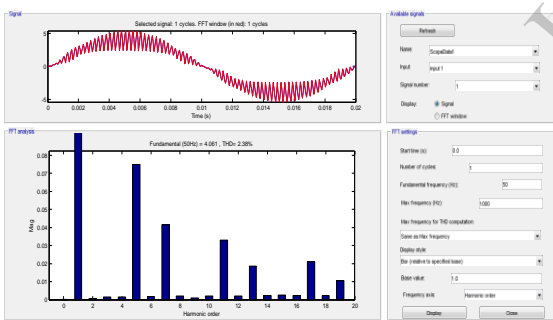 Signal
Selected signal: 1 cycles. FFT window (in red): 1 cycles
5
0
-5
0 0.002 0.004 0.006 0.008 0.01 0.012 0.014 0.016 0.018 0.02
Time (s)
FFT analysis
Fundamental (50Hz) = 4.061 , THD= 2.38%
Mag
0.08
0.07
0.06
0.05
0.04
0.03
0.02
0.01
0
0 2 4 6 8 10 12 14 16 18 20
Harmonic order
Available signals
Refresh
Name: ScopeData1
Input: input 1
Signal number: 1
Display: Signal
FFT window
FFT settings
Start time (s): 0.0
Number of cycles: 1
Fundamental frequency (Hz): 50
Max frequency (Hz): 1000
Max frequency for THD computation:
Same as Max frequency
Display style:
Bar (relative to specified base)
Base value: 1.0
Frequency axis: Harmonic order
Display Close